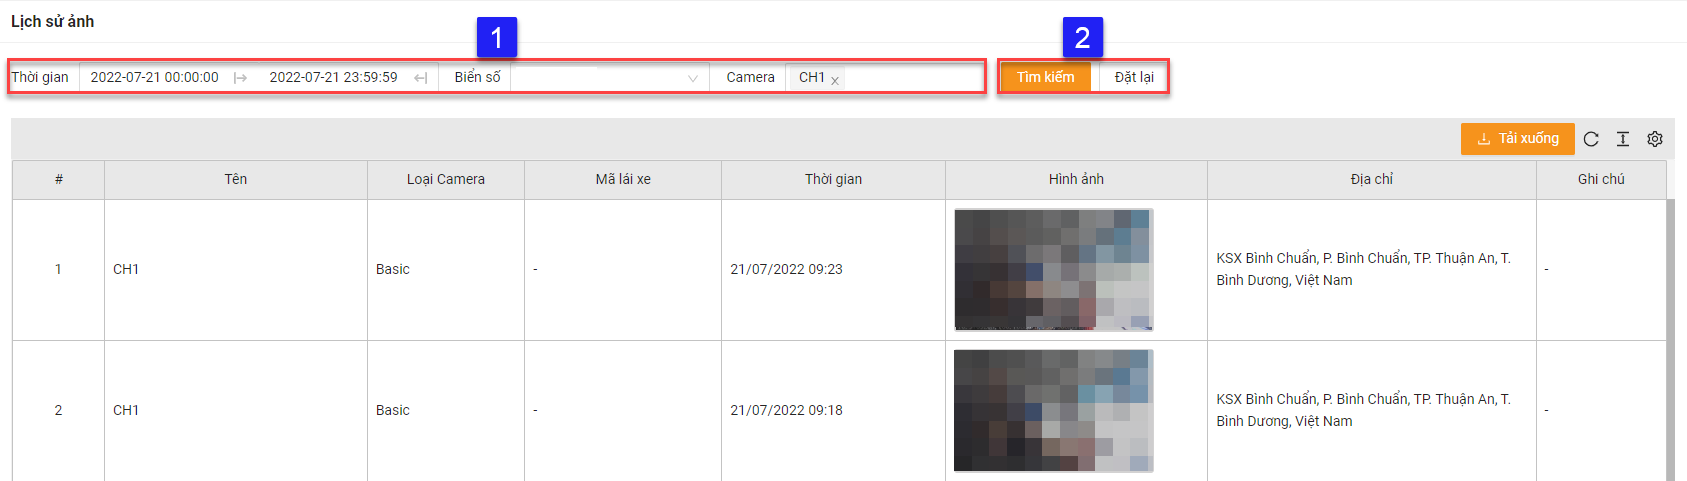 Lịch sử ảnh
1
2
Thời gian 2022-07-21 00:00:00 2022-07-21 23:59:59 Biển số Camera CH1 x Tìm kiếm Đặt lại
Tải xuống
# Tên Loại Camera Mã lái xe Thời gian Hình ảnh Địa chỉ Ghi chú
1 CH1 Basic - 21/07/2022 09:23 KSX Bình Chuẩn, P. Bình Chuẩn, TP. Thuận An, T. -
Bình Dương, Việt Nam
2 CH1 Basic - 21/07/2022 09:18 KSX Bình Chuẩn, P. Bình Chuẩn, TP. Thuận An, T. -
Bình Dương, Việt Nam